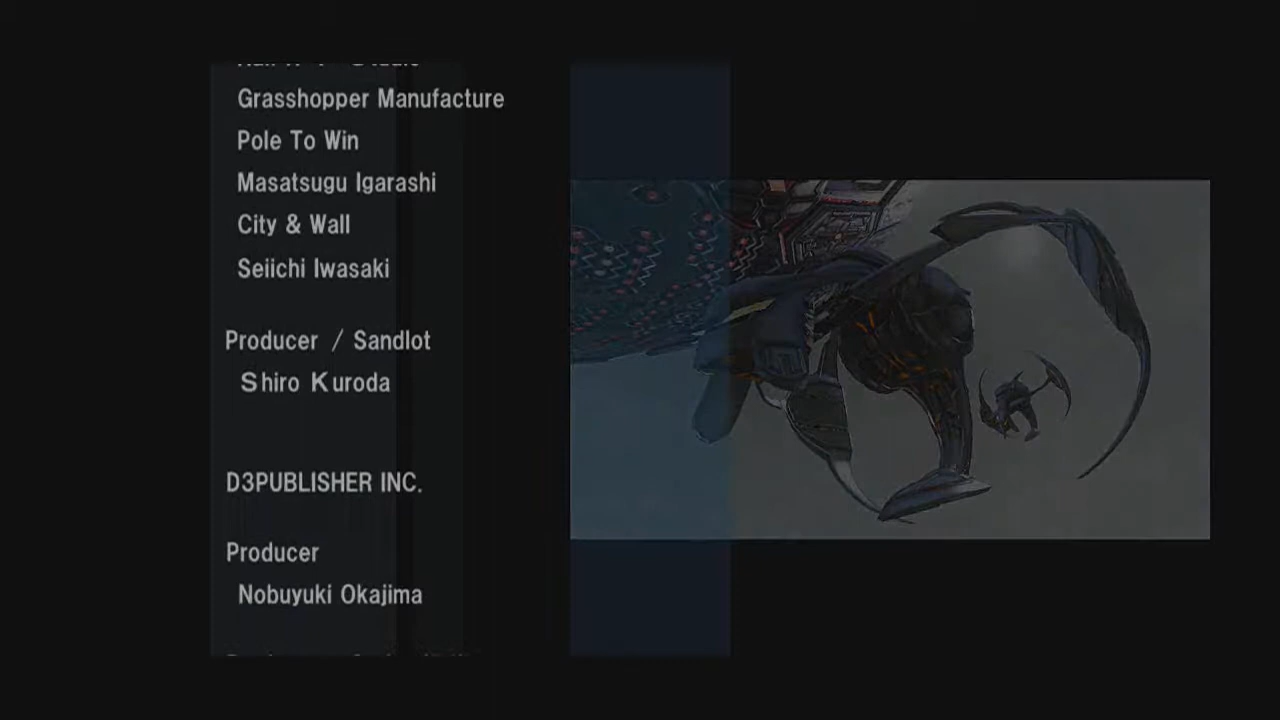 Grasshopper Manufacture
Pole To Win
Masatsugu Igarashi
City & Wall
Seiichi Iwasaki
Producer / Sandlot
Shiro Kuroda
D3PUBLISHER INC.
Producer
Nobuyuki Okajima